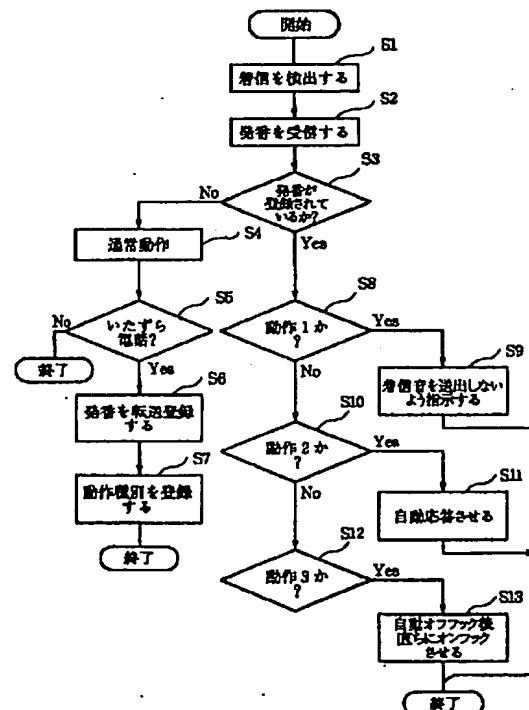 開始
S1
着信を検出する
S2
発番を受信する
S3
発番が
登録されて
いるか?
No
Yes
S4
通常動作
S5
いたずら
電話?
No
終了
Yes
S6
発番を転送登録
する
S7
動作種別を登録
する
終了
S8
動作1か
?
Yes
No
S9
着信音を送出しない
よう指示する
S10
動作2か
?
Yes
No
S11
自動応答させる
S12
動作3か
?
Yes
S13
自動オフフック後
直ちにオンフック
させる
終了